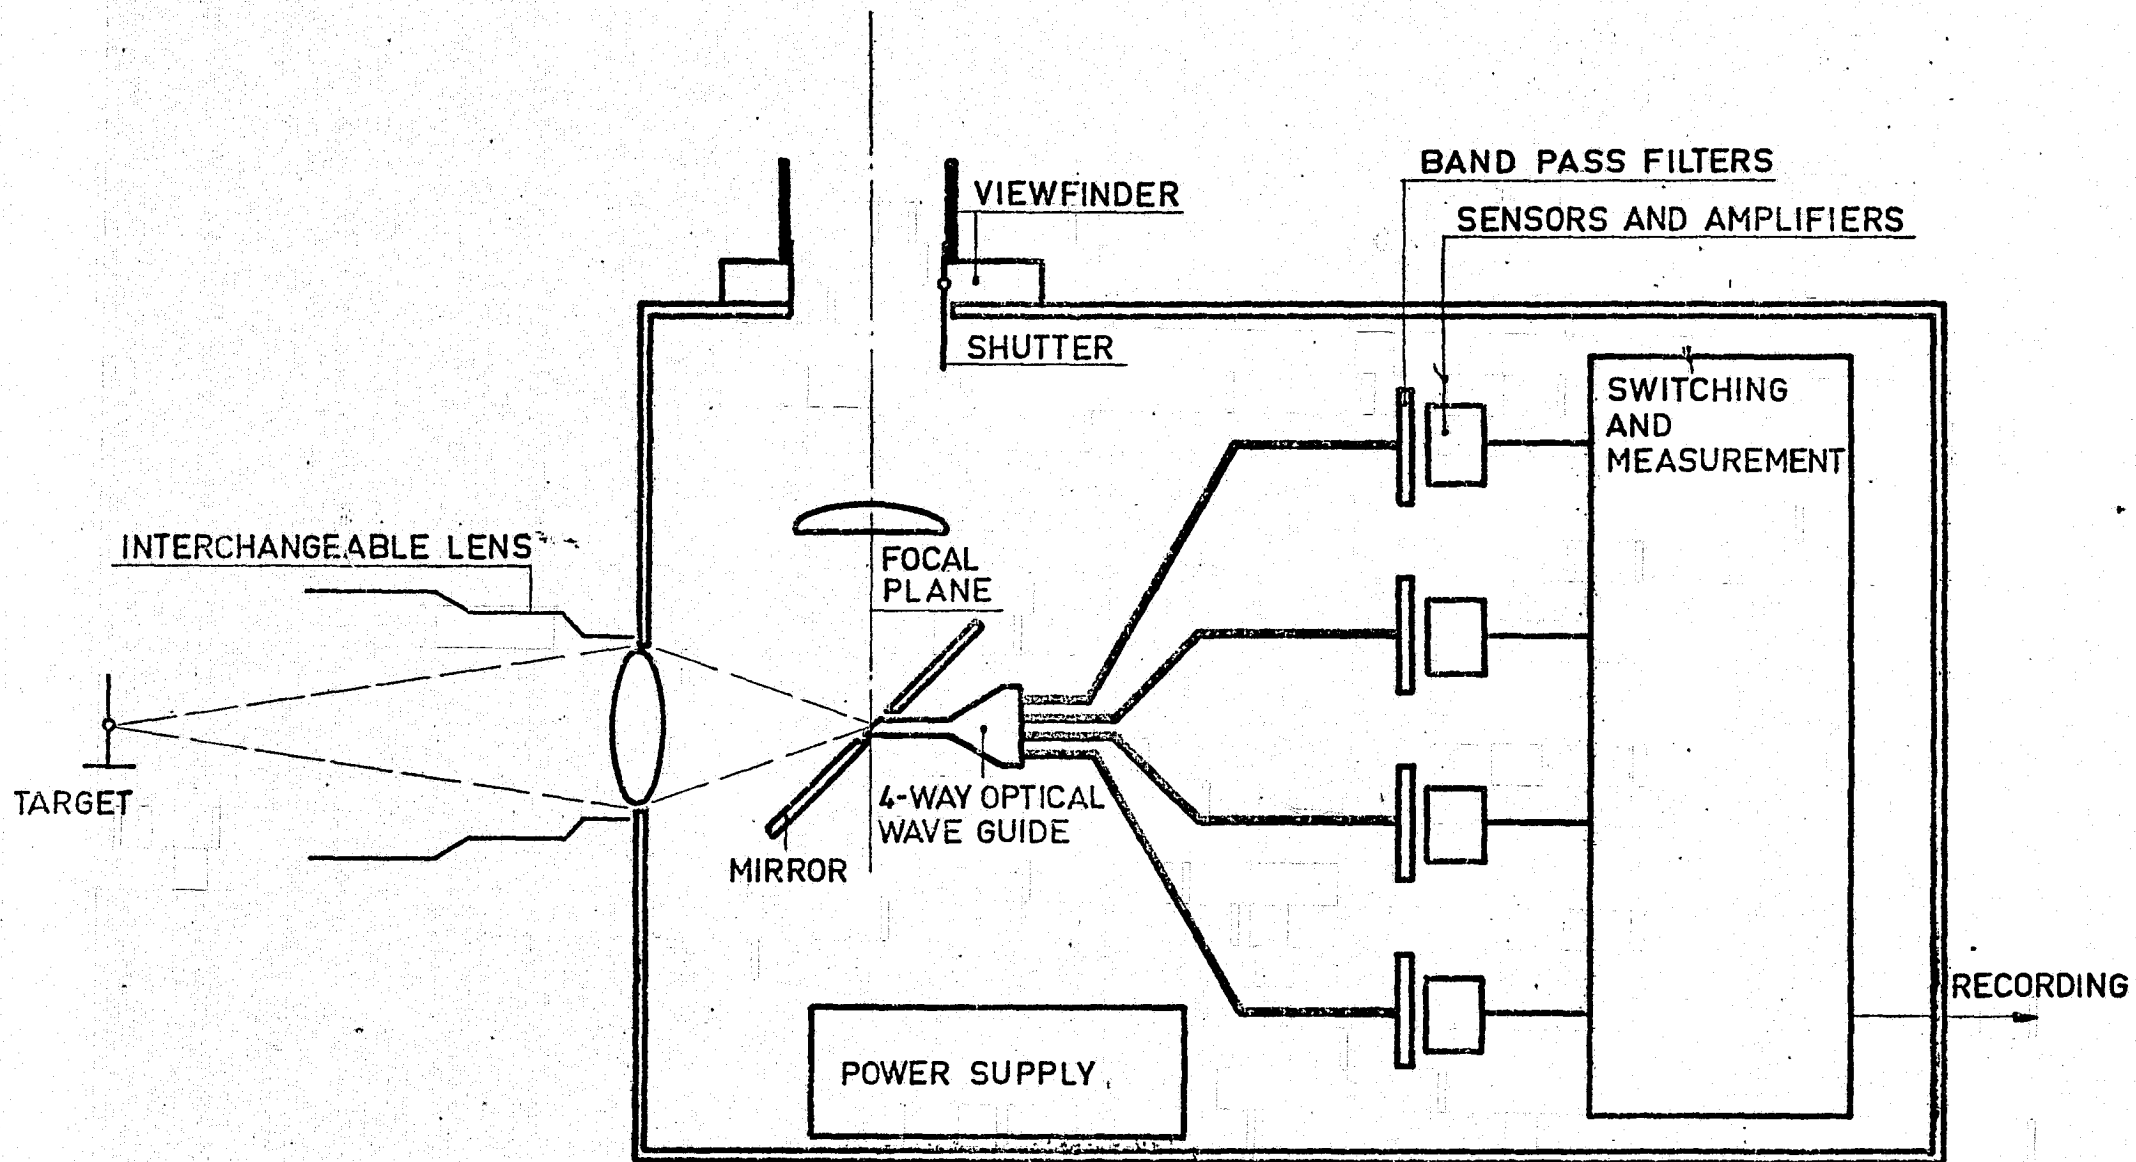 BAND PASS FILTERS
VIEWFINDER
SENSORS AND AMPLIFIERS
SHUTTER
SWITCHING
AND
MEASUREMENT
INTERCHANGEABLE LENS
FOCAL
PLANE
TARGET
4-WAY OPTICAL
WAVE GUIDE
MIRROR
RECORDING
POWER SUPPLY